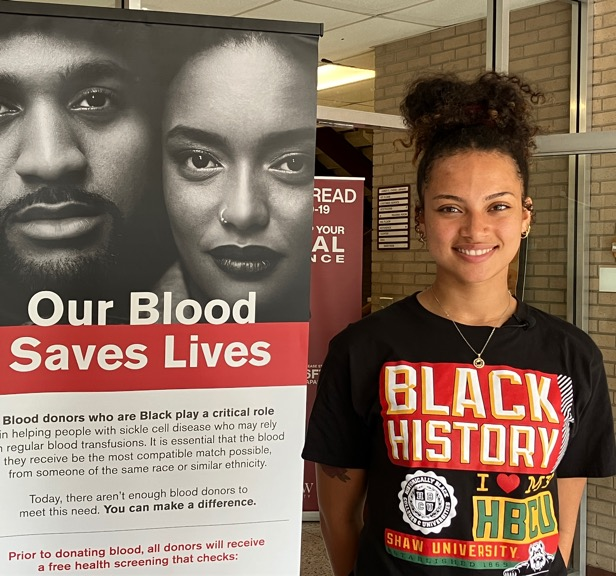 Our Blood
Saves Lives
Blood donors who are Black play a critical role
in helping people with sickle cell disease who may rely
regular blood transfusions. It is essential that the blood
they receive be the most compatible match possible,
from someone of the same race or similar ethnicity.
Today, there aren't enough blood donors to
meet this need. You can make a difference.
Prior to donating blood, all donors will receive
a free health screening that checks:
READ
-19
YOUR
AL
NCE
BLACK
HISTORY
I MY
HBCU
SHAW UNIVERSITY
ESTABLISHED